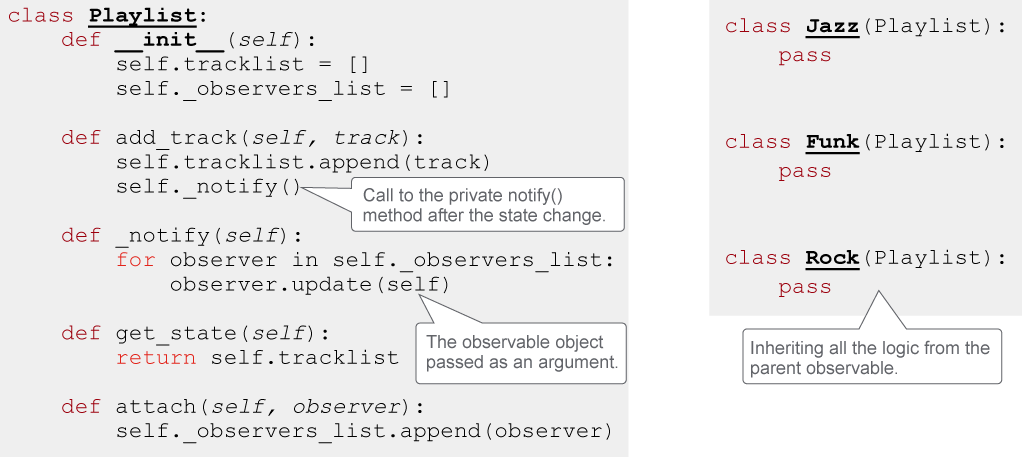 class Playlist:
    def __init__(self):
        self.tracklist = []
        self._observers_list = []
    def add_track(self, track):
        self.tracklist.append(track)
        self._notify()
Call to the private notify()
method after the state change.
    def _notify(self):
        for observer in self._observers_list:
            observer.update(self)
The observable object
passed as an argument.
    def get_state(self):
        return self.tracklist
    def attach(self, observer):
        self._observers_list.append(observer)
class Jazz(Playlist):
    pass
class Funk(Playlist):
    pass
class Rock(Playlist):
    pass
Inheriting all the logic from the
parent observable.